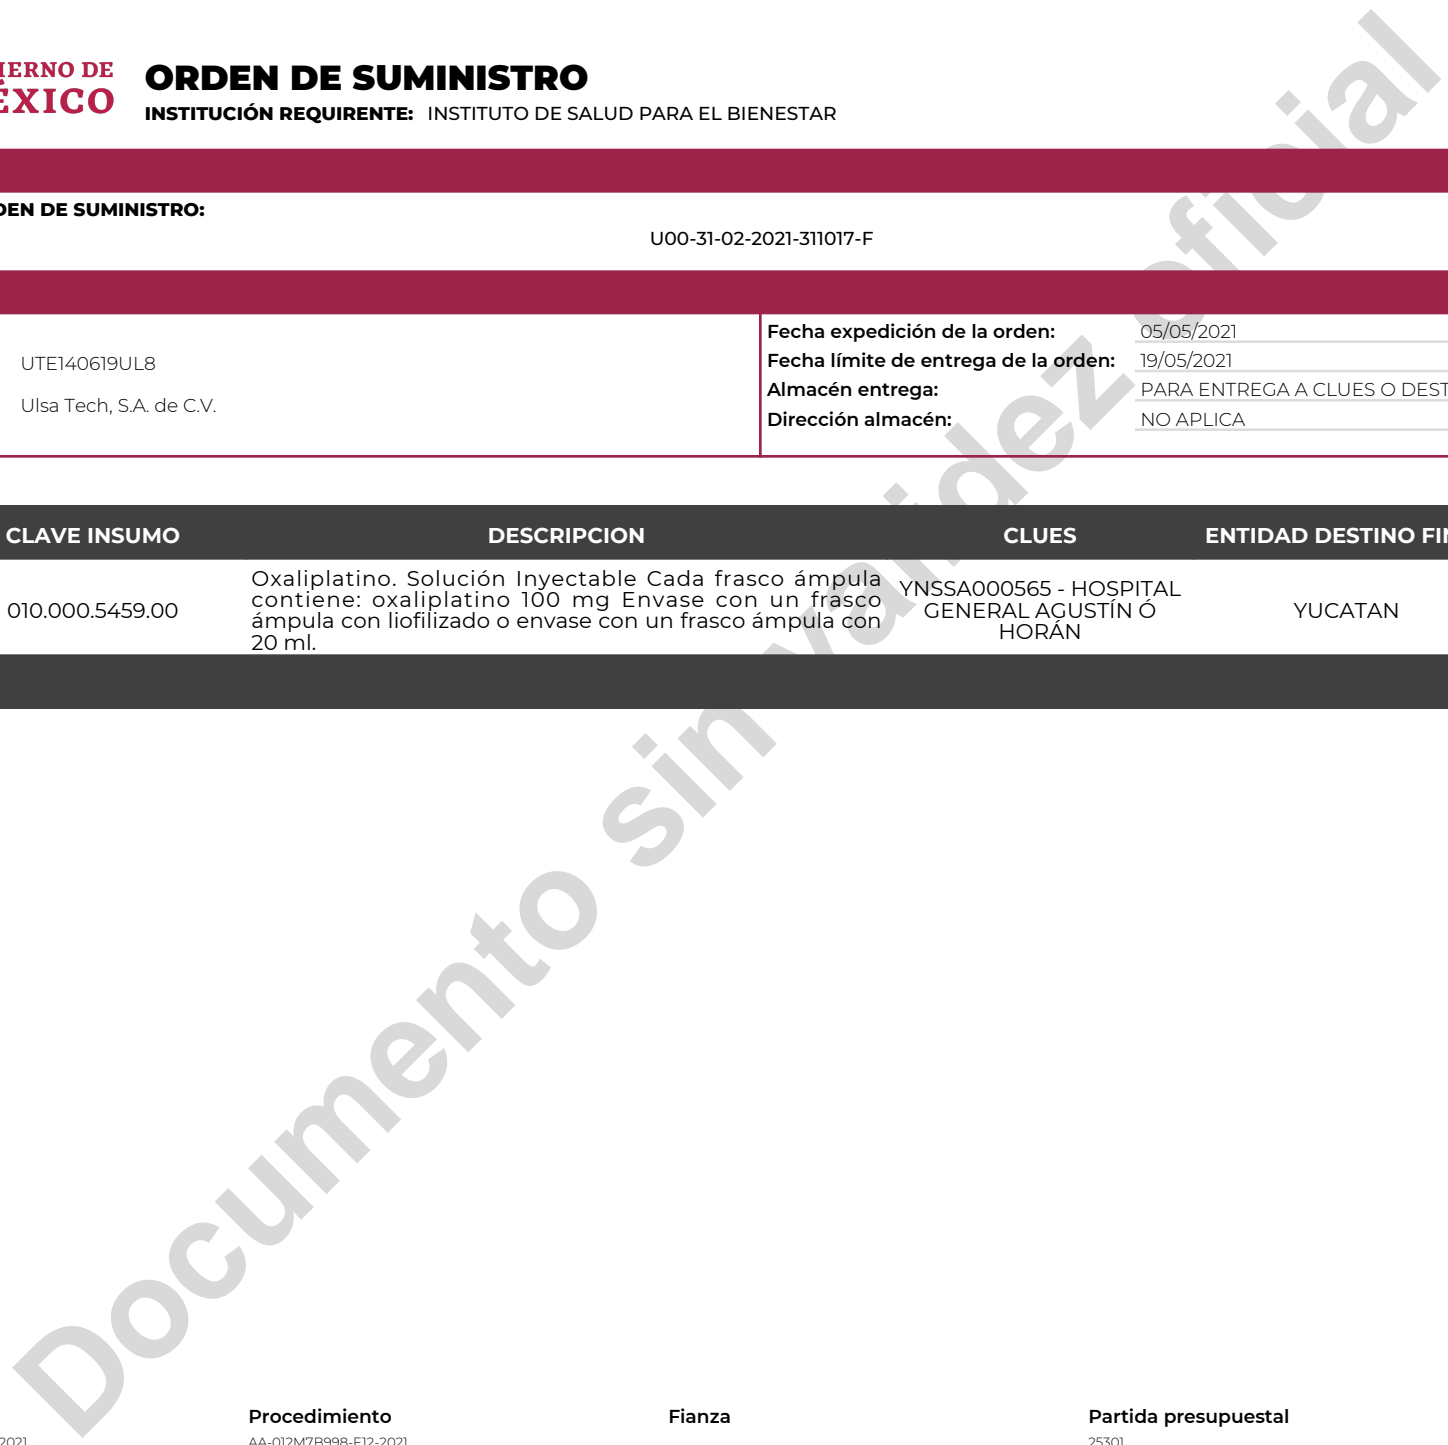 IERNO DE
ÉXICO
ORDEN DE SUMINISTRO
INSTITUCIÓN REQUIRENTE: INSTITUTO DE SALUD PARA EL BIENESTAR
DEN DE SUMINISTRO:
U00-31-02-2021-311017-F
UTE140619UL8
Ulsa Tech, S.A. de C.V.
Fecha expedición de la orden: 05/05/2021
Fecha límite de entrega de la orden: 19/05/2021
Almacén entrega: PARA ENTREGA A CLUES O DEST
Dirección almacén: NO APLICA
CLAVE INSUMO DESCRIPCION CLUES ENTIDAD DESTINO FIN
010.000.5459.00
Oxaliplatino. Solución Inyectable Cada frasco ámpula
contiene: oxaliplatino 100 mg Envase con un frasco
ámpula con liofilizado o envase con un frasco ámpula con
20 ml.
YNSSA000565 - HOSPITAL
GENERAL AGUSTÍN Ó
HORÁN
YUCATAN
Documento sin validez oficial
Procedimiento Fianza Partida presupuestal
2021 AA-012M7B998-E12-2021 25301